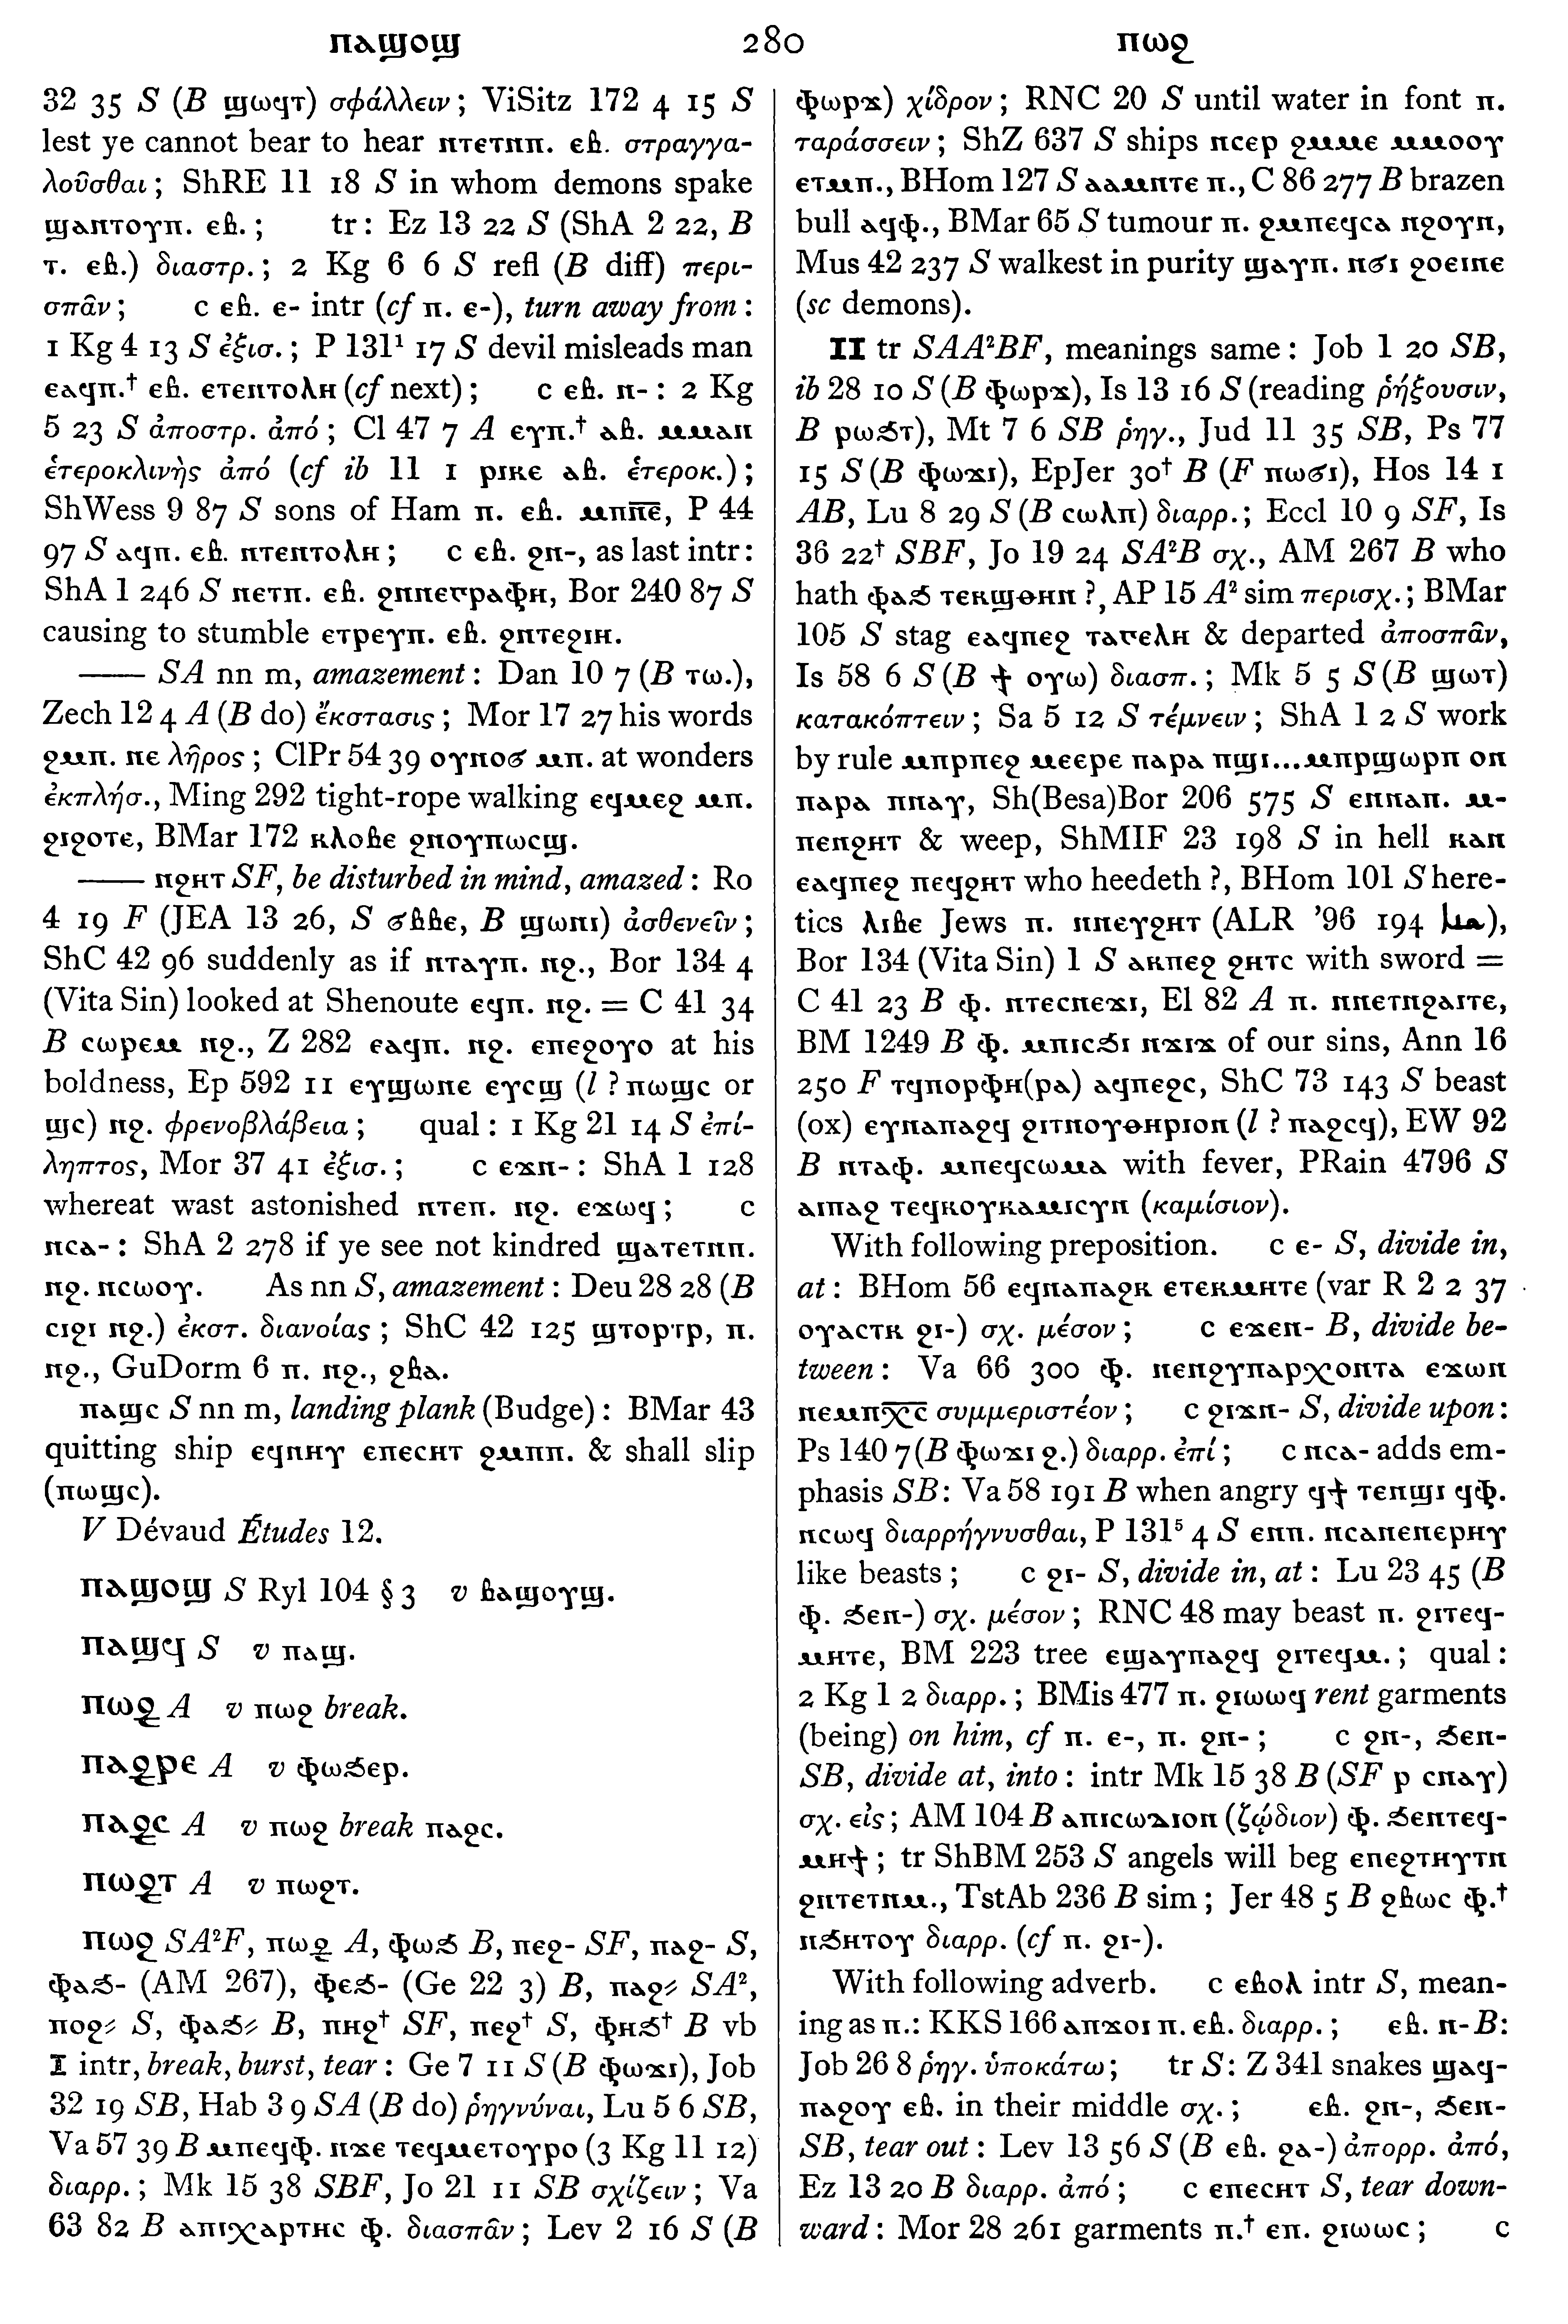 ⲡⲁϣⲟϣ 280 ⲡⲱϩ
32 35 S (B ϣⲱϥⲧ) σφάλλειν; ViSitz 172 4 15 S
lest ye cannot bear to hear ⲛⲧⲉⲧⲛⲡ. ⲉⲃ. στραγγα-
λοῦσθαι; ShRE 11 18 S in whom demons spake
ϣⲁⲛⲧⲟⲩⲡ. ⲉⲃ.; tr: Ez 13 22 S (ShA 2 22, B
ⲧ. ⲉⲃ.) διαστρ.; 2 Kg 6 6 S refl (B diff) περι-
σπᾶν; c ⲉⲃ. ⲉ- intr (cf ⲡ. ⲉ-), turn away from:
1 Kg 4 13 S ἐξισ.; P 131¹ 17 S devil misleads man
ⲉⲁϥⲡ.† ⲉⲃ. ⲉⲧⲉⲛⲧⲟⲗⲏ (cf next); c ⲉⲃ. ⲛ-: 2 Kg
5 23 S ἀποστρ. ἀπό; Cl 47 7 A ⲉⲩⲡ.† ⲁⲃ. ⲙⲙⲁⲛ
ἑτεροκλινὴς ἀπό (cf ib 11 1 ⲣⲓⲕⲉ ⲁⲃ. ἑτεροκ.);
ShWess 9 87 S sons of Ham ⲡ. ⲉⲃ. ⲙⲡⲛ̅ⲉ̅, P 44
97 S ⲁϥⲡ. ⲉⲃ. ⲛⲧⲉⲛⲧⲟⲗⲏ; c ⲉⲃ. ϩⲛ-, as last intr:
ShA 1 246 S ⲡⲉⲧⲡ. ⲉⲃ. ϩⲛⲛⲉⲅⲣⲁⲫⲏ, Bor 240 87 S
causing to stumble ⲉⲧⲣⲉⲩⲡ. ⲉⲃ. ϩⲛⲧⲉϩⲓⲏ.
—— SA nn m, amazement: Dan 10 7 (B ⲧⲱ.),
Zech 12 4 A (B do) ἔκστασις; Mor 17 27 his words
ϩⲙⲡ. ⲛⲉ λῆρος; ClPr 54 39 ⲟⲩⲛⲟϭ ⲙⲡ. at wonders
ἐκπλήσ., Ming 292 tight-rope walking ⲉϥⲙⲉϩ ⲙⲡ.
ϩⲓϩⲟⲧⲉ, BMar 172 ⲕⲗⲟⲃⲉ ϩⲛⲟⲩⲡⲱⲥϣ.
—— ⲛϩⲏⲧ SF, be disturbed in mind, amazed: Ro
4 19 F (JEA 13 26, S ϭⲃⲃⲉ, B ϣⲱⲛⲓ) ἀσθενεῖν;
ShC 42 96 suddenly as if ⲛⲧⲁⲩⲡ. ⲛϩ., Bor 134 4
(Vita Sin) looked at Shenoute ⲉϥⲡ. ⲛϩ. = C 41 34
B ⲥⲱⲣⲉⲙ ⲛϩ., Z 282 ⲉⲁϥⲡ. ⲛϩ. ⲉⲡⲉϩⲟⲩⲟ at his
boldness, Ep 592 11 ⲉⲩϣⲱⲡⲉ ⲉⲩⲥϣ (l ? ⲡⲱϣⲥ or
ϣⲥ) ⲛϩ. φρενοβλάβεια; qual: 1 Kg 21 14 S ἐπί-
ληπτος, Mor 37 41 ἐξισ.; c ⲉϫⲛ-: ShA 1 128
whereat wast astonished ⲛⲧⲉⲡ. ⲛϩ. ⲉϫⲱϥ; c
ⲛⲥⲁ-: ShA 2 278 if ye see not kindred ϣⲁⲧⲉⲧⲛⲡ.
ⲛϩ. ⲛⲥⲱⲟⲩ. As nn S, amazement: Deu 28 28 (B
ⲥⲓϩⲓ ⲛϩ.) ἐκστ. διανοίας; ShC 42 125 ϣⲧⲟⲣⲧⲣ, ⲡ.
ⲛϩ., GuDorm 6 ⲡ. ⲛϩ., ϩⲃⲁ.
ⲡⲁϣⲥ S nn m, landing plank (Budge): BMar 43
quitting ship ⲉϥⲛⲏⲩ ⲉⲡⲉⲥⲏⲧ ϩⲙⲡⲡ. & shall slip
(ⲡⲱϣⲥ).
V Dévaud Études 12.
ⲡⲁϣⲟϣ S Ryl 104 § 3 v ⲃⲁϣⲟⲩϣ.
ⲡⲁϣϥ S v ⲡⲁϣ.
ⲡⲱⳉ A v ⲡⲱϩ break.
ⲡⲁⳉⲣⲉ A v ⲫⲱϧⲉⲣ.
ⲡⲁⳉⲥ A v ⲡⲱϩ break ⲡⲁϩⲥ.
ⲡⲱⳉⲧ A v ⲡⲱϩⲧ.
ⲡⲱϩ SA²F, ⲡⲱⳉ A, ⲫⲱϧ B, ⲡⲉϩ- SF, ⲡⲁϩ- S,
ⲫⲁϧ- (AM 267), ⲫⲉϧ- (Ge 22 3) B, ⲡⲁϩ⸗ SA²,
ⲡⲟϩ⸗ S, ⲫⲁϧ⸗ B, ⲡⲏϩ† SF, ⲡⲉϩ† S, ⲫⲏϧ† B vb
I intr, break, burst, tear: Ge 7 11 S (B ⲫⲱϫⲓ), Job
32 19 SB, Hab 3 9 SA (B do) ῥηγνύναι, Lu 5 6 SB,
Va 57 39 B ⲙⲡⲉϥⲫ. ⲛϫⲉ ⲧⲉϥⲙⲉⲧⲟⲩⲣⲟ (3 Kg 11 12)
διαρρ.; Mk 15 38 SBF, Jo 21 11 SB σχίζειν; Va
63 82 B ⲁⲡⲓⲭⲁⲣⲧⲏⲥ ⲫ. διασπᾶν; Lev 2 16 S (B
ⲫⲱⲣϫ) χίδρον; RNC 20 S until water in font ⲡ.
ταράσσειν; ShZ 637 S ships ⲛⲥⲉⲣ ϩⲙⲙⲉ ⲙⲙⲟⲟⲩ
ⲉⲧⲙⲡ., BHom 127 S ⲁⲁⲙⲛⲧⲉ ⲡ., C 86 277 B brazen
bull ⲁϥⲫ., BMar 65 S tumour ⲡ. ϩⲙⲡⲉϥⲥⲁ ⲛϩⲟⲩⲛ,
Mus 42 237 S walkest in purity ϣⲁⲩⲡ. ⲛϭⲓ ϩⲟⲉⲓⲛⲉ
(sc demons).
II tr SAA²BF, meanings same: Job 1 20 SB,
ib 28 10 S (B ⲫⲱⲣϫ), Is 13 16 S (reading ῥήξουσιν,
B ⲣⲱϧⲧ), Mt 7 6 SB ῥηγ., Jud 11 35 SB, Ps 77
15 S (B ⲫⲱϫⲓ), EpJer 30† B (F ⲡⲱϭⲓ), Hos 14 1
AB, Lu 8 29 S (B ⲥⲱⲗⲡ) διαρρ.; Eccl 10 9 SF, Is
36 22† SBF, Jo 19 24 SA²B σχ., AM 267 B who
hath ⲫⲁϧ ⲧⲉⲕϣⲑⲏⲛ ?, AP 15 A² sim περισχ.; BMar
105 S stag ⲉⲁϥⲡⲉϩ ⲧⲁⲅⲉⲗⲏ & departed ἀποσπᾶν,
Is 58 6 S (B ϯ ⲟⲩⲱ) διασπ.; Mk 5 5 S (B ϣⲱⲧ)
κατακόπτειν; Sa 5 12 S τέμνειν; ShA 1 2 S work
by rule ⲙⲡⲣⲡⲉϩ ⲙⲉⲉⲣⲉ ⲡⲁⲣⲁ ⲡϣⲓ...ⲙⲡⲣϣⲱⲣⲡ ⲟⲛ
ⲡⲁⲣⲁ ⲡⲛⲁⲩ, Sh(Besa)Bor 206 575 S ⲉⲛⲛⲁⲡ. ⲙ-
ⲡⲉⲛϩⲏⲧ & weep, ShMIF 23 198 S in hell ⲕⲁⲛ
ⲉⲁϥⲡⲉϩ ⲡⲉϥϩⲏⲧ who heedeth ?, BHom 101 S here-
tics ⲗⲓⲃⲉ Jews ⲡ. ⲛⲛⲉⲩϩⲏⲧ (ALR '96 194 ),
Bor 134 (Vita Sin) 1 S ⲁⲕⲡⲉϩ ϩⲏⲧⲥ with sword =
C 41 23 B ⲫ. ⲛⲧⲉⲥⲛⲉϫⲓ, El 82 A ⲡ. ⲛⲛⲉⲧⲛϩⲁⲓⲧⲉ,
BM 1249 B ⲫ. ⲙⲡⲓⲥϧⲓ ⲛϫⲓϫ of our sins, Ann 16
250 F ⲧϥⲡⲟⲣⲫⲏ(ⲣⲁ) ⲁϥⲡⲉϩⲥ, ShC 73 143 S beast
(ox) ⲉⲩⲛⲁⲡⲁϩϥ ϩⲓⲧⲛⲟⲩⲑⲏⲣⲓⲟⲛ (l ? ⲡⲁϩⲥϥ), EW 92
B ⲛⲧⲁⲫ. ⲙⲡⲉϥⲥⲱⲙⲁ with fever, PRain 4796 S
ⲁⲓⲡⲁϩ ⲧⲉϥⲕⲟⲩⲕⲁⲙⲓⲥⲩⲛ (καμίσιον).
With following preposition. c ⲉ- S, divide in,
at: BHom 56 ⲉϥⲛⲁⲡⲁϩⲕ ⲉⲧⲉⲕⲙⲏⲧⲉ (var R 2 2 37
ⲟⲩⲁⲥⲧⲕ ϩⲓ-) σχ. μέσον; c ⲉϫⲉⲛ- B, divide be-
tween: Va 66 300 ⲫ. ⲛⲉⲛϩⲩⲡⲁⲣⲭⲟⲛⲧⲁ ⲉϫⲱⲛ
ⲛⲉⲙⲡⲭ̅ⲥ̅ συμμεριστέον; c ϩⲓϫⲛ- S, divide upon:
Ps 140 7 (B ⲫⲱϫⲓ ϩ.) διαρρ. ἐπί; c ⲛⲥⲁ- adds em-
phasis SB: Va 58 191 B when angry ϥϯ ⲧⲉⲛϣⲓ ϥⲫ.
ⲛⲥⲱϥ διαρρήγνυσθαι, P 131⁵ 4 S ⲉⲛⲡ. ⲛⲥⲁⲛⲉⲛⲉⲣⲏⲩ
like beasts; c ϩⲓ- S, divide in, at: Lu 23 45 (B
ⲫ. ϧⲉⲛ-) σχ. μέσον; RNC 48 may beast ⲡ. ϩⲓⲧⲉϥ-
ⲙⲏⲧⲉ, BM 223 tree ⲉϣⲁⲩⲡⲁϩϥ ϩⲓⲧⲉϥⲙ.; qual:
2 Kg 1 2 διαρρ.; BMis 477 ⲡ. ϩⲓⲱⲱϥ rent garments
(being) on him, cf ⲡ. ⲉ-, ⲡ. ϩⲛ-; c ϩⲛ-, ϧⲉⲛ-
SB, divide at, into: intr Mk 15 38 B (SF ⲣ ⲥⲛⲁⲩ)
σχ. εἰς; AM 104 B ⲁⲡⲓⲥⲱⲇⲓⲟⲛ (ζῴδιον) ⲫ. ϧⲉⲛⲧⲉϥ-
ⲙⲏϯ; tr ShBM 253 S angels will beg ⲉⲡⲉϩⲧⲏⲩⲧⲛ
ϩⲛⲧⲉⲧⲛⲙ., TstAb 236 B sim; Jer 48 5 B ϩⲃⲱⲥ ⲫ.†
ⲛϧⲏⲧⲟⲩ διαρρ. (cf ⲡ. ϩⲓ-).
With following adverb. c ⲉⲃⲟⲗ intr S, mean-
ing as ⲡ.: KKS 166 ⲁⲡϫⲟⲓ ⲡ. ⲉⲃ. διαρρ.; ⲉⲃ. ⲛ- B:
Job 26 8 ῥηγ. ὑποκάτω; tr S: Z 341 snakes ϣⲁϥ-
ⲡⲁϩⲟⲩ ⲉⲃ. in their middle σχ.; ⲉⲃ. ϩⲛ-, ϧⲉⲛ-
SB, tear out: Lev 13 56 S (B ⲉⲃ. ϩⲁ-) ἀπορρ. ἀπό,
Ez 13 20 B διαρρ. ἀπό; c ⲉⲡⲉⲥⲏⲧ S, tear down-
ward: Mor 28 261 garments ⲡ.† ⲉⲡ. ϩⲓⲱⲱⲥ; c